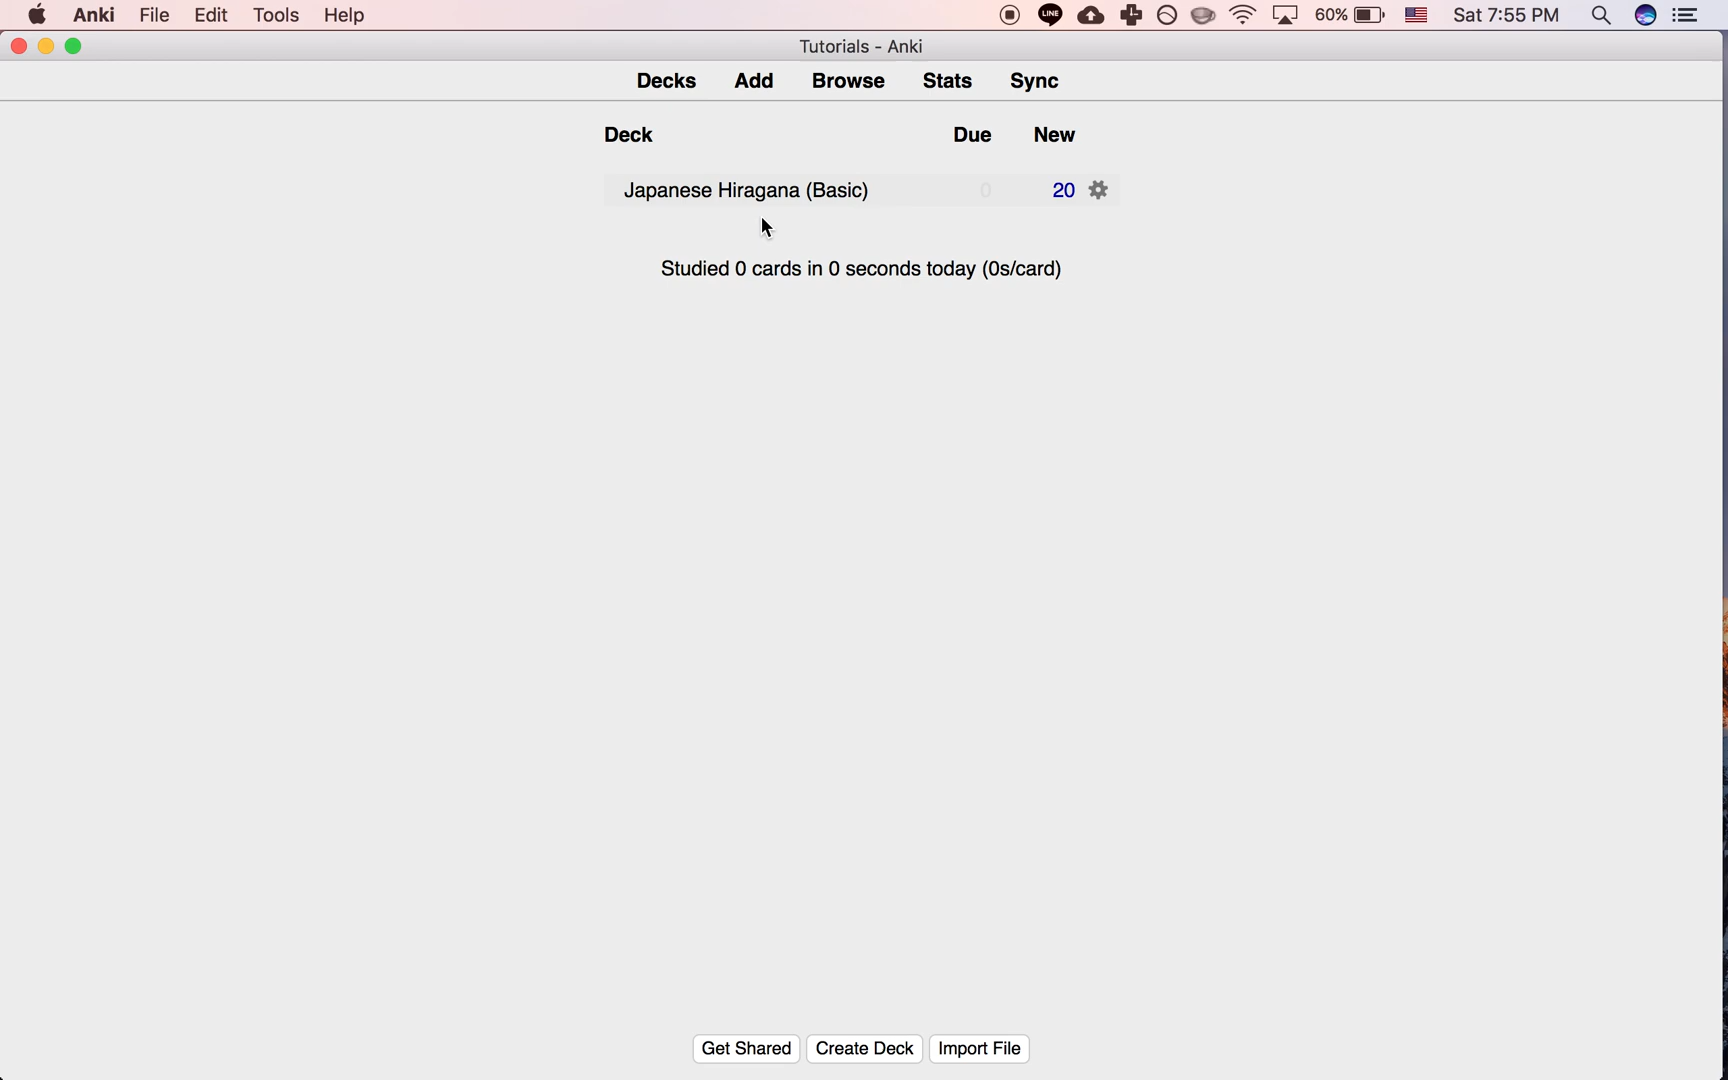 Anki File Edit Tools Help LINE 60% Sat 7:55 PM
Tutorials - Anki
Decks Add Browse Stats Sync
Deck Due New
Japanese Hiragana (Basic) 0 20
Studied 0 cards in 0 seconds today (0s/card)
Get Shared Create Deck Import File